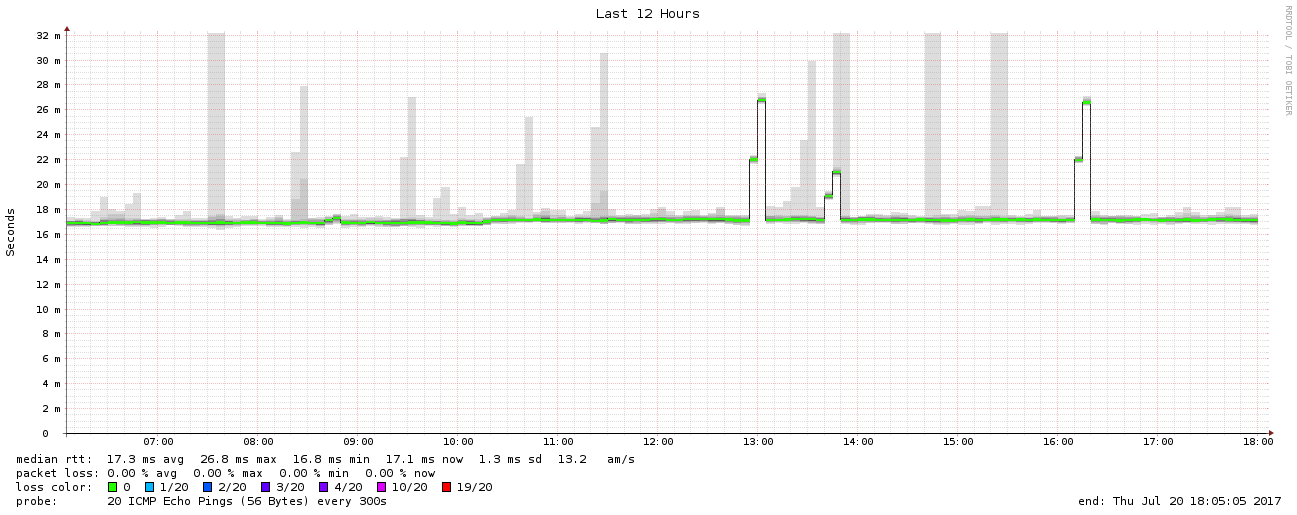 Last 12 Hours
RRDTOOL / TOBI OETIKER
Seconds
32 m
30 m
28 m
26 m
24 m
22 m
20 m
18 m
16 m
14 m
12 m
10 m
8 m
6 m
4 m
2 m
0
07:00 08:00 09:00 10:00 11:00 12:00 13:00 14:00 15:00 16:00 17:00 18:00
median rtt: 17.3 ms avg 26.8 ms max 16.8 ms min 17.1 ms now 1.3 ms sd 13.2 am/s
packet loss: 0.00 % avg 0.00 % max 0.00 % min 0.00 % now
loss color: 0 1/20 2/20 3/20 4/20 10/20 19/20
probe: 20 ICMP Echo Pings (56 Bytes) every 300s end: Thu Jul 20 18:05:05 2017